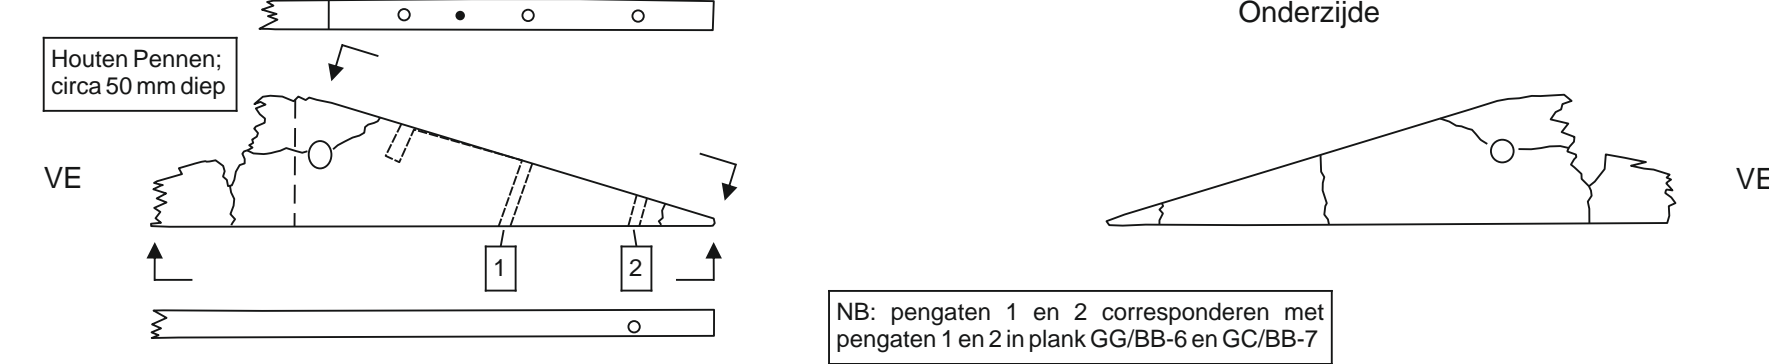 Onderzijde
Houten Pennen;
circa 50 mm diep
VE
VE
1
2
NB: pengaten 1 en 2 corresponderen met
pengaten 1 en 2 in plank GG/BB-6 en GC/BB-7